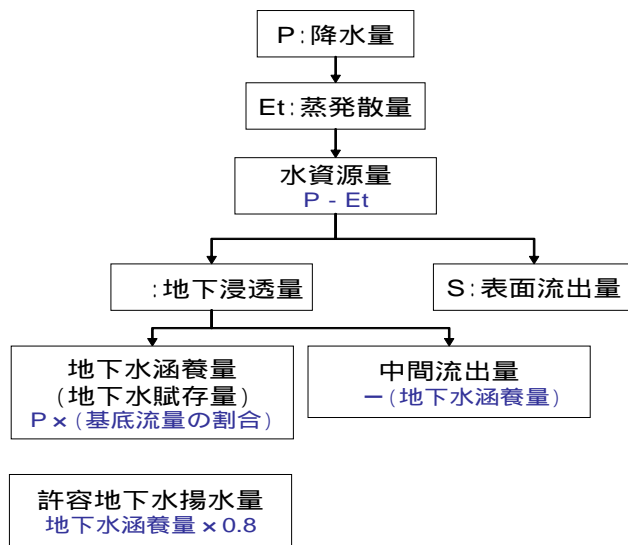 P:降水量
Et:蒸発散量
水資源量
P - Et
:地下浸透量
S:表面流出量
地下水涵養量
(地下水賦存量)
P×(基底流量の割合)
中間流出量
ー(地下水涵養量)
許容地下水揚水量
地下水涵養量×0.8